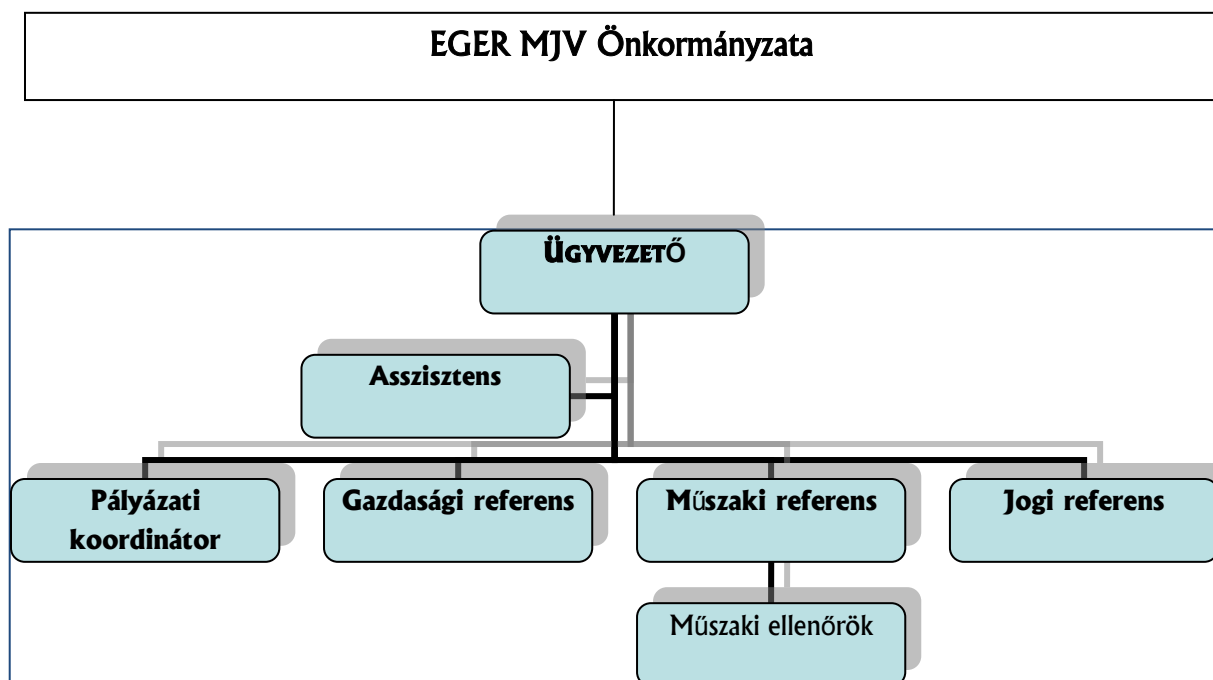 EGER MJV Önkormányzata
ÜGYVEZETŐ
Asszisztens
Pályázati
koordinátor
Gazdasági referens
Műszaki referens
Jogi referens
Műszaki ellenőrök